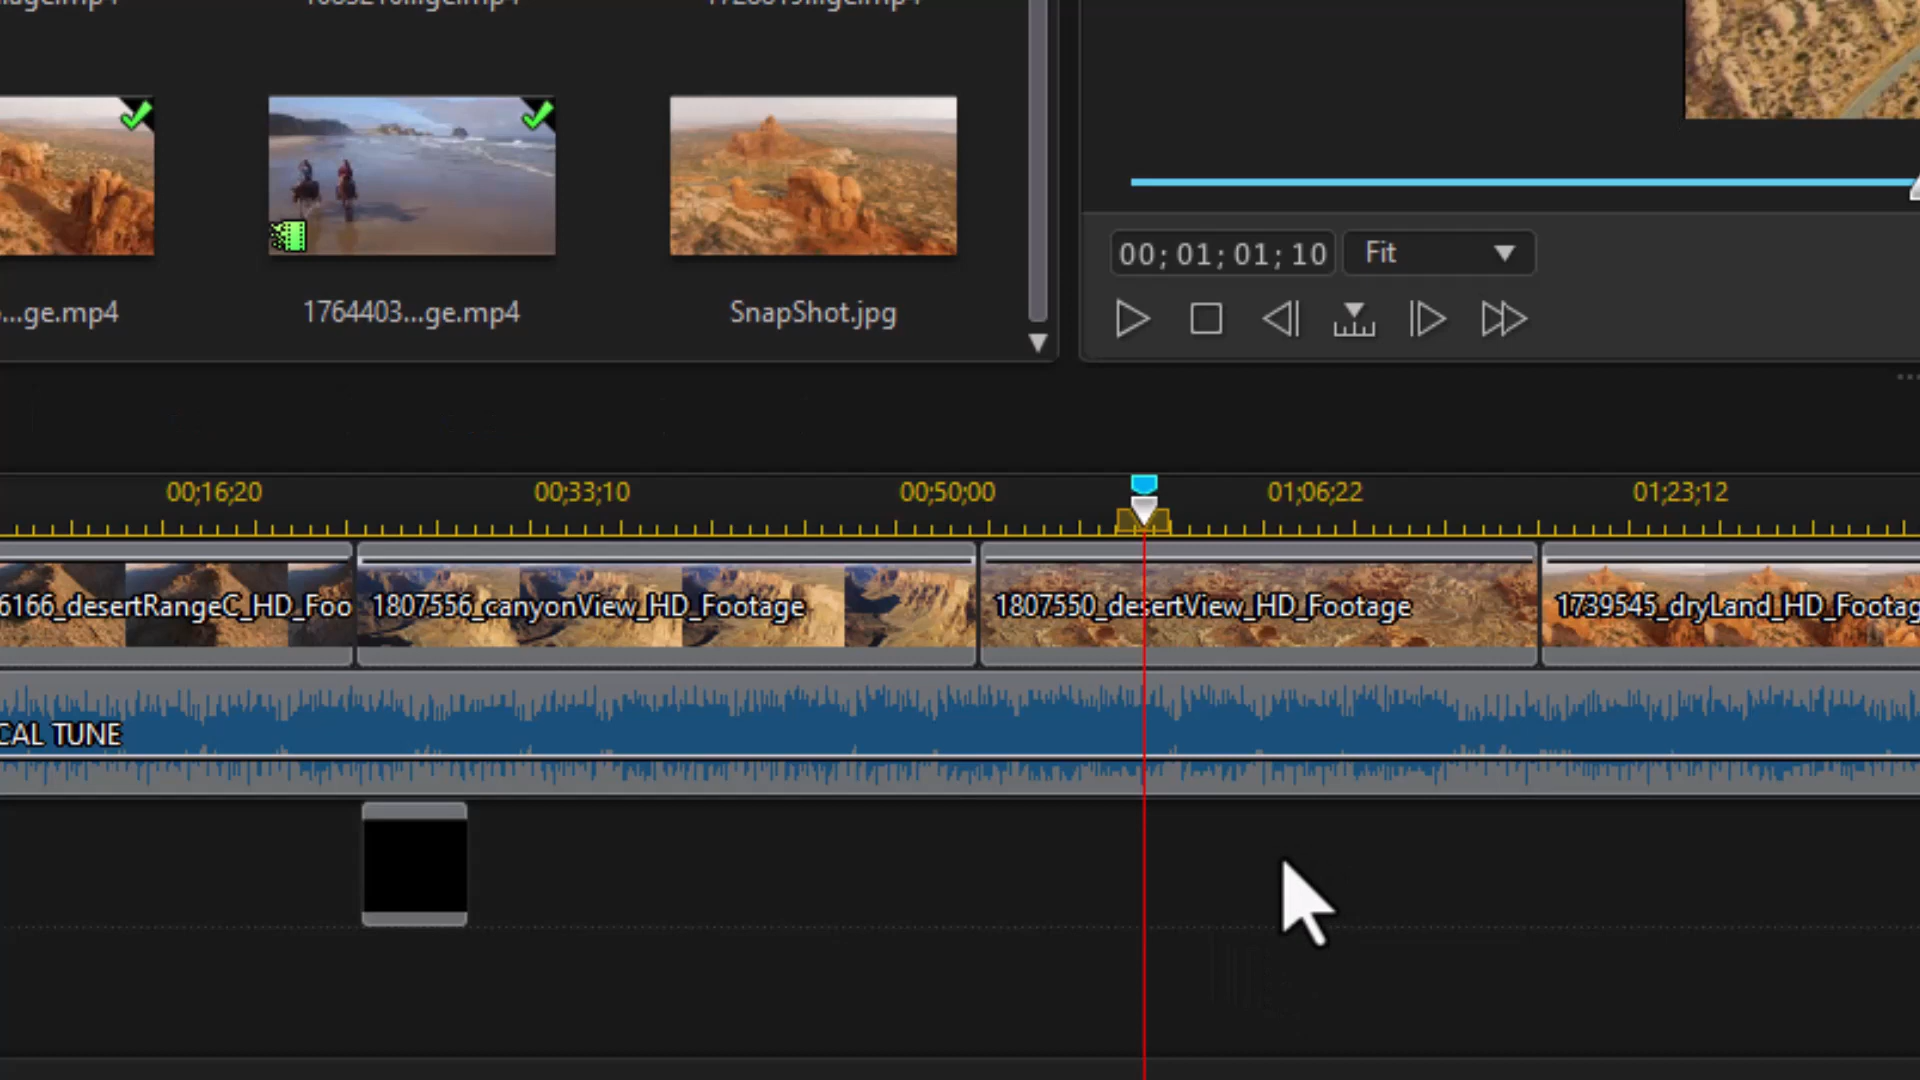 ...ge.mp4
1764403...ge.mp4
SnapShot.jpg
00;01;01;10
Fit
00;16;20
00;33;10
00;50;00
01;06;22
01;23;12
6166_desertRangeC_HD_Foo
1807556_canyonView_HD_Footage
1807550_desertView_HD_Footage
1739545_dryLand_HD_Footag
CAL TUNE